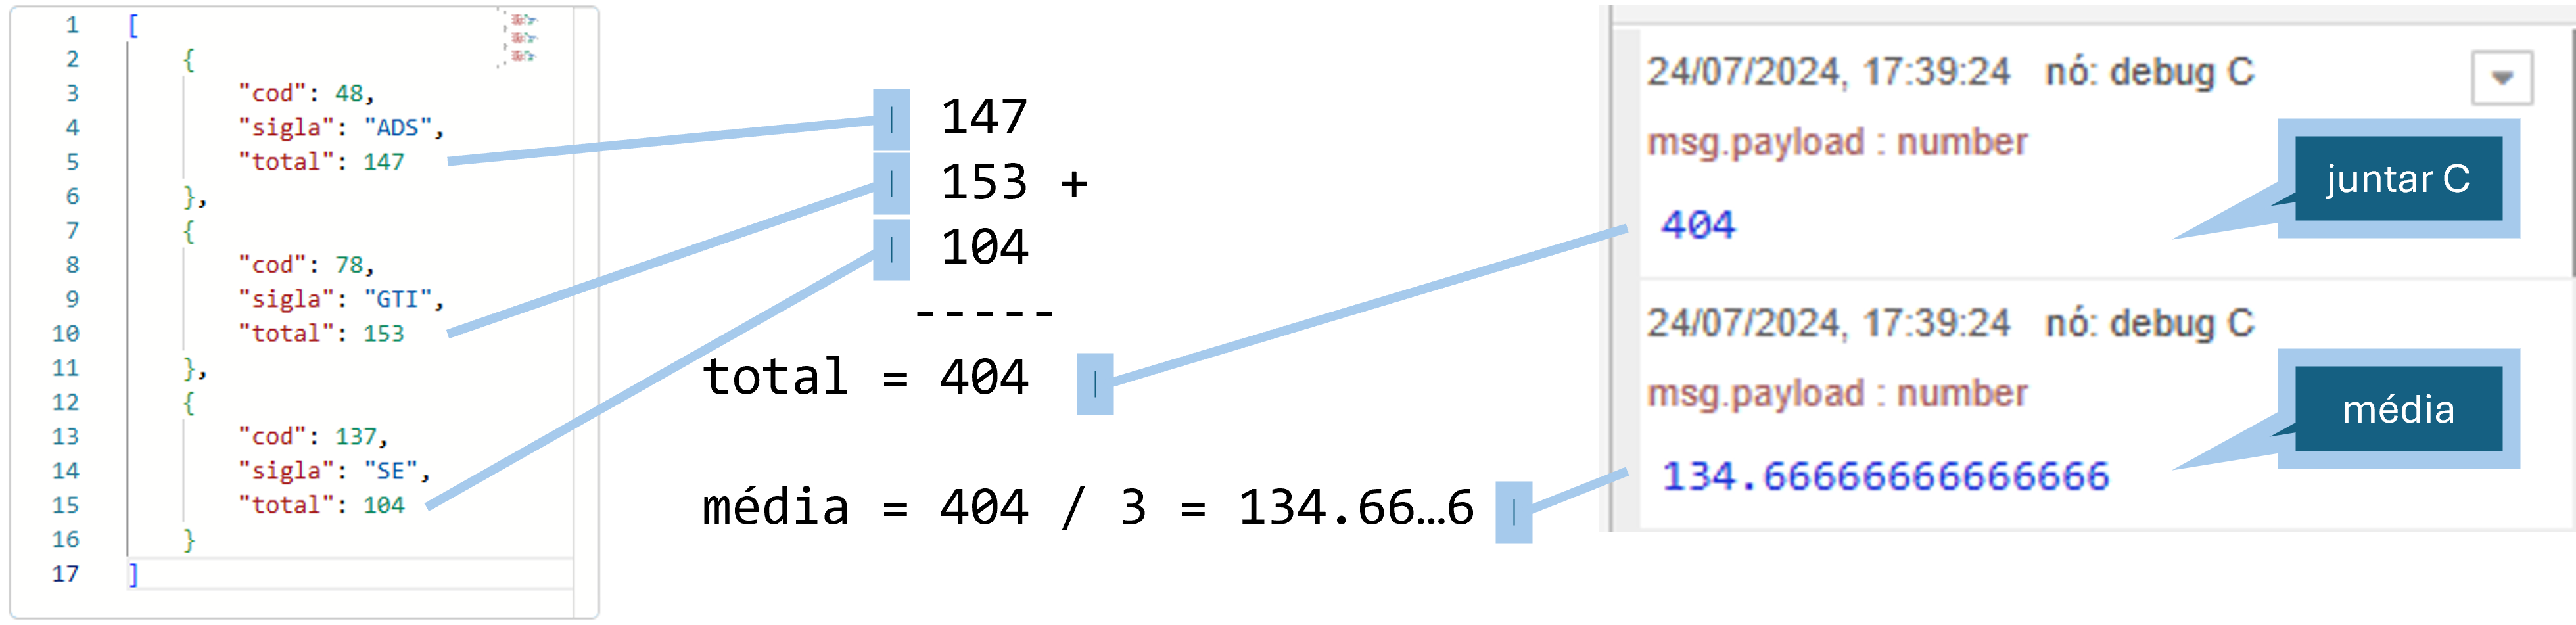 1 [
2 {
3 "cod": 48,
4 "sigla": "ADS",
5 "total": 147
6 },
7 {
8 "cod": 78,
9 "sigla": "GTI",
10 "total": 153
11 },
12 {
13 "cod": 137,
14 "sigla": "SE",
15 "total": 104
16 }
17 ]
147
153 +
104
-----
total = 404
média = 404 / 3 = 134.66…6
24/07/2024, 17:39:24 nó: debug C
msg.payload : number
404
juntar C
24/07/2024, 17:39:24 nó: debug C
msg.payload : number
134.66666666666666
média